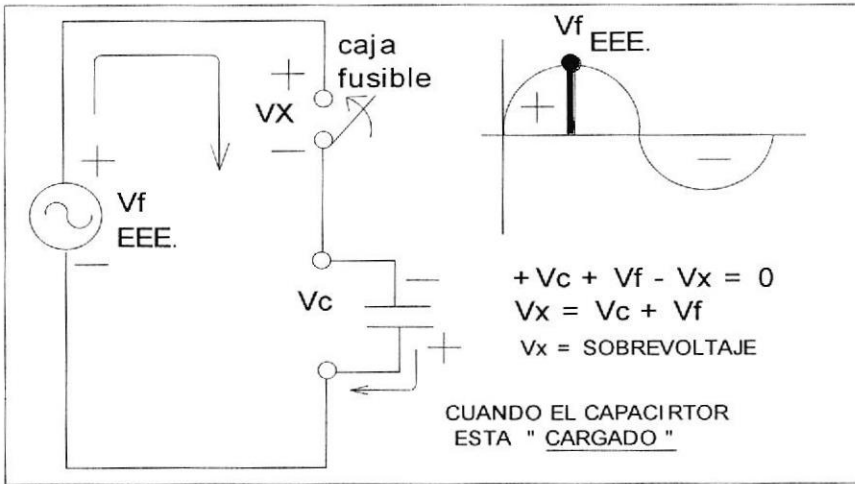 caja
fusible
+
VX
−
+
Vf
EEE.
−
Vc
−
+
Vf
EEE.
+
−
+ Vc + Vf - Vx = 0
Vx = Vc + Vf
Vx = SOBREVOLTAJE
CUANDO EL CAPACIRTOR
ESTA " CARGADO "